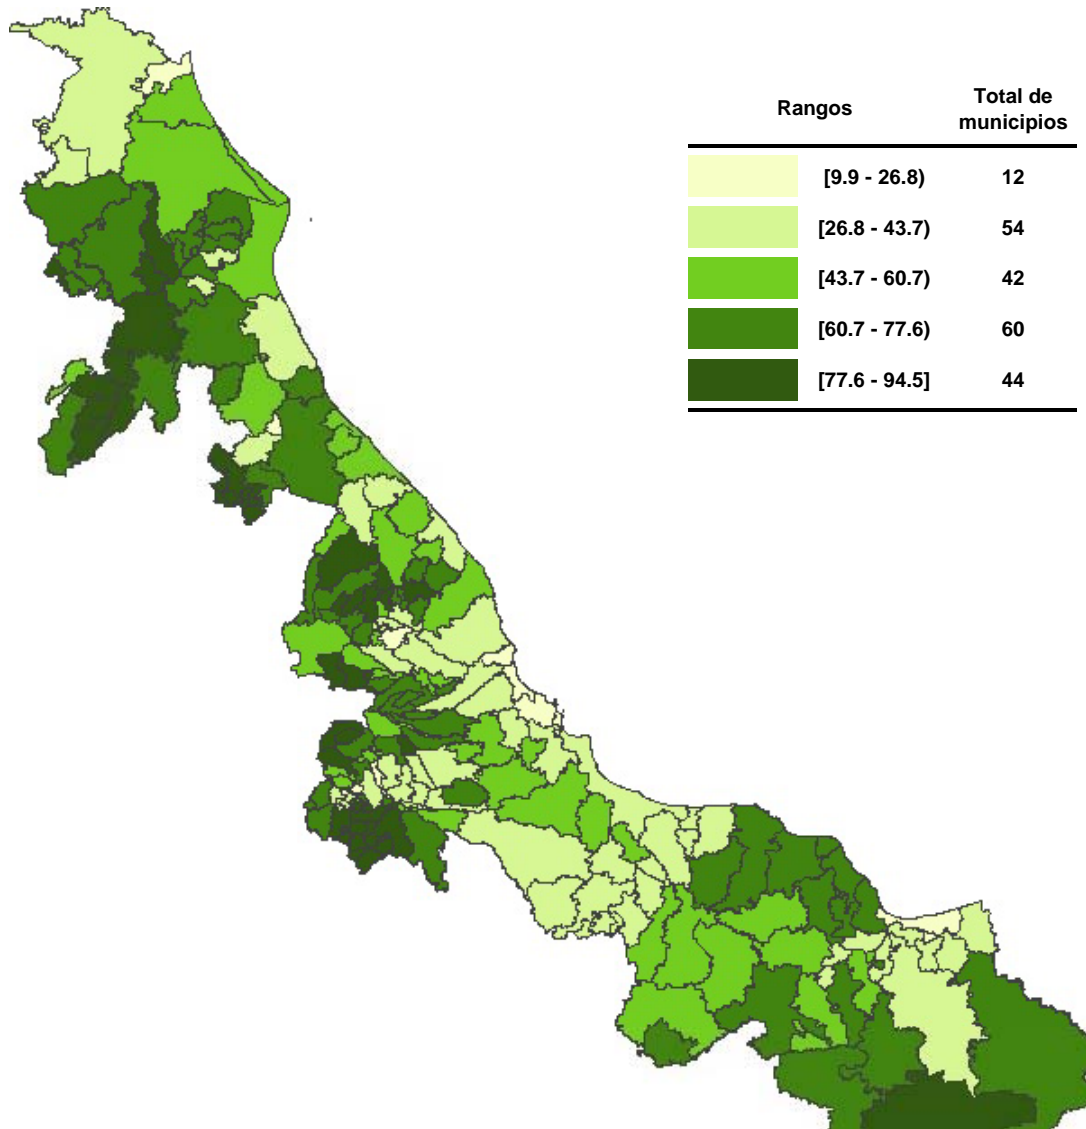 Rangos
Total de
municipios
[9.9 - 26.8) 12
[26.8 - 43.7) 54
[43.7 - 60.7) 42
[60.7 - 77.6) 60
[77.6 - 94.5] 44